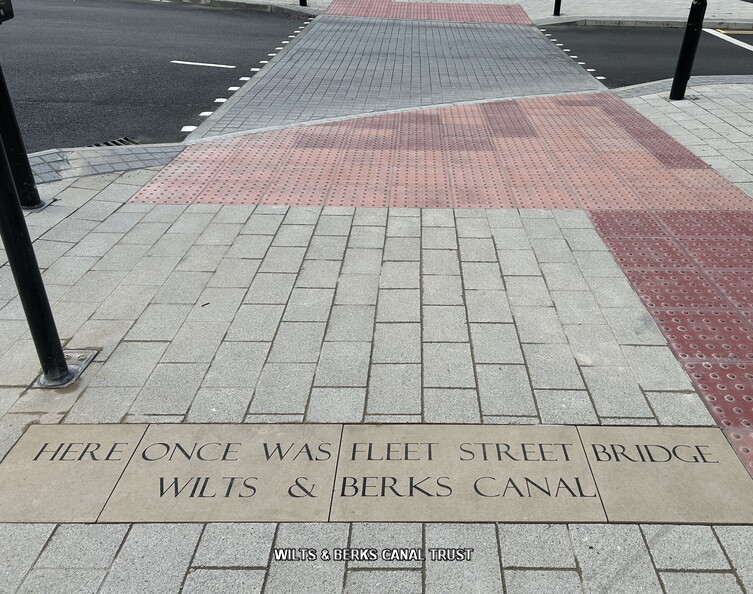 HERE ONCE WAS FLEET STREET BRIDGE
WILTS & BERKS CANAL
WILTS & BERKS CANAL TRUST